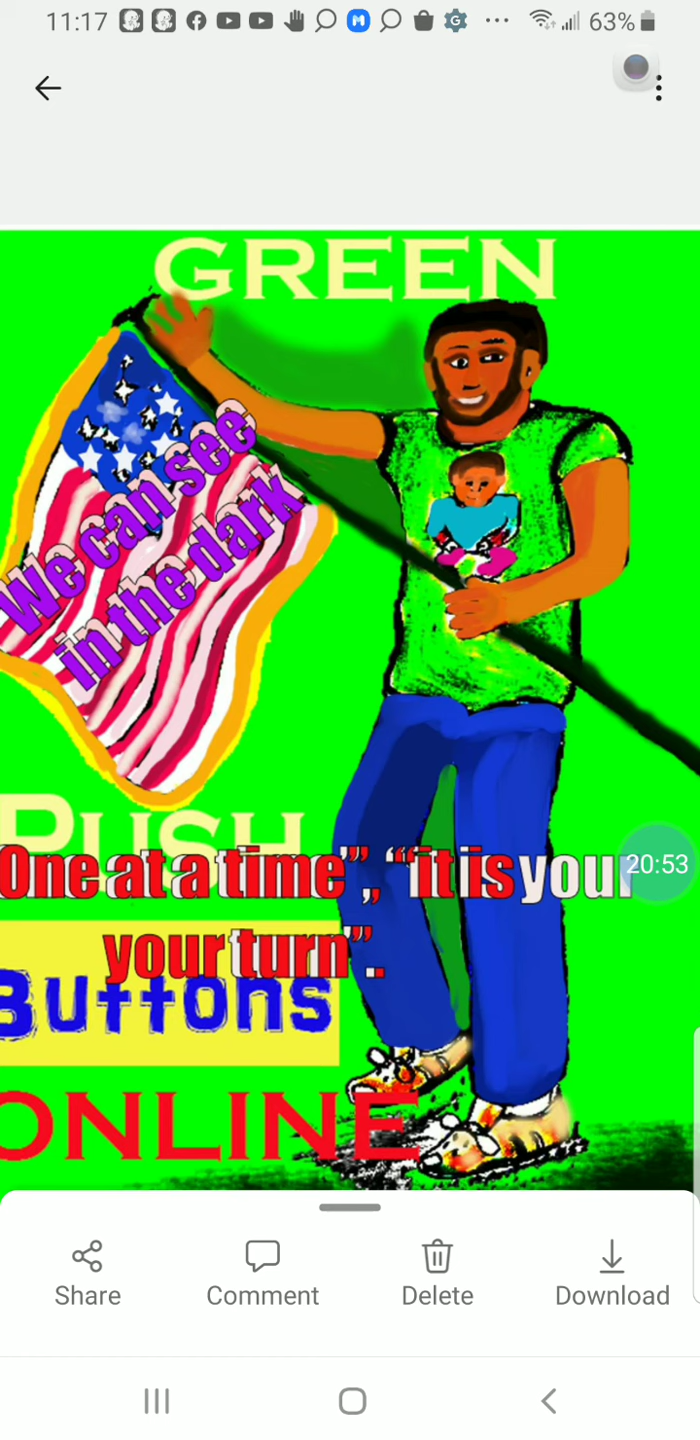 11:17 63%
GREEN
We can see
in the dark
PUSH
One at a time”, “it is your
20:53
your turn”.
Buttons
ONLINE
Share Comment Delete Download